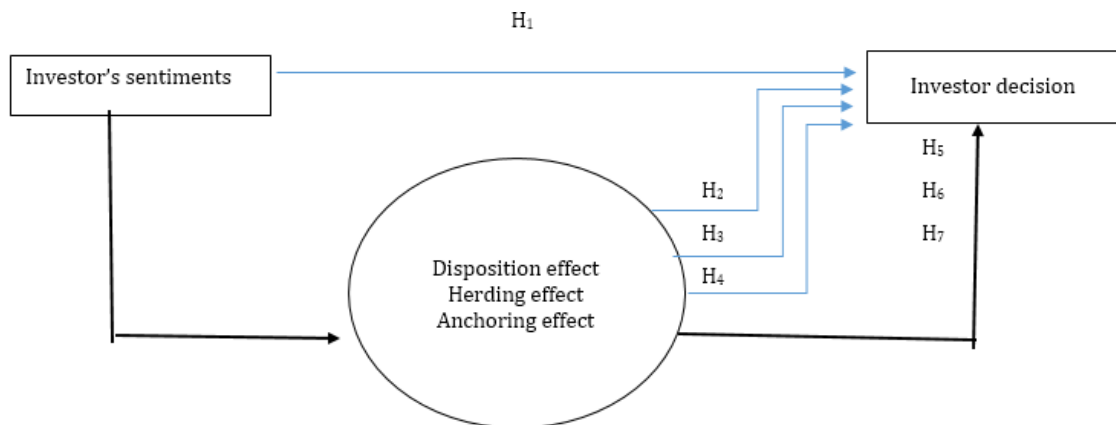 H₁
Investor's sentiments
Investor decision
H₅
H₂
H₆
H₃
H₇
Disposition effect
H₄
Herding effect
Anchoring effect